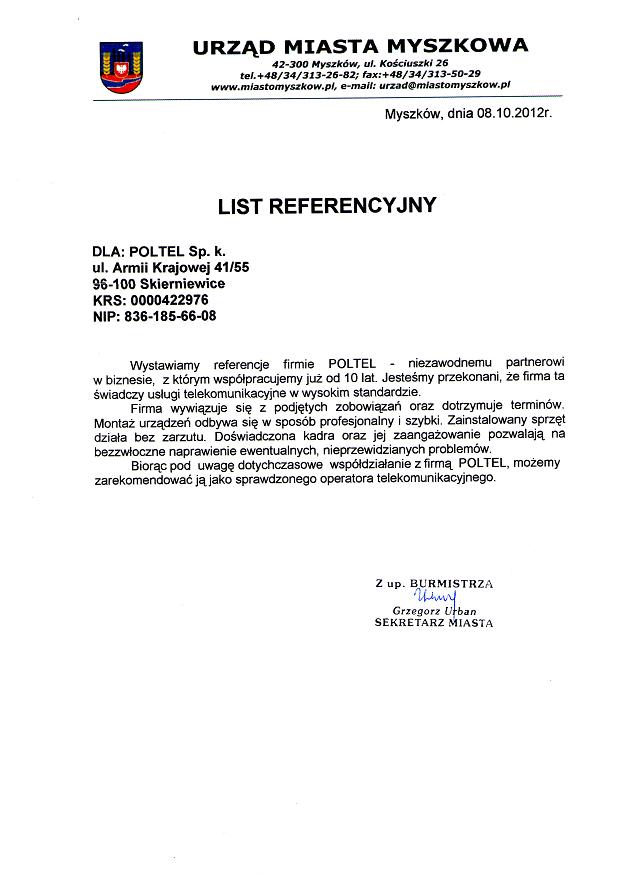 URZĄD MIASTA MYSZKOWA
42-300 Myszków, ul. Kościuszki 26
tel.+48/34/313-26-82; fax:+48/34/313-50-29
www.miastomyszkow.pl, e-mail: urzad@miastomyszkow.pl
Myszków, dnia 08.10.2012r.
LIST REFERENCYJNY
DLA: POLTEL Sp. k.
ul. Armii Krajowej 41/55
96-100 Skierniewice
KRS: 0000422976
NIP: 836-185-66-08
Wystawiamy referencje firmie POLTEL - niezawodnemu partnerowi
w biznesie, z którym współpracujemy już od 10 lat. Jesteśmy przekonani, że firma ta
świadczy usługi telekomunikacyjne w wysokim standardzie.
Firma wywiązuje się z podjętych zobowiązań oraz dotrzymuje terminów.
Montaż urządzeń odbywa się w sposób profesjonalny i szybki. Zainstalowany sprzęt
działa bez zarzutu. Doświadczona kadra oraz jej zaangażowanie pozwalają na
bezzwłoczne naprawienie ewentualnych, nieprzewidzianych problemów.
Biorąc pod uwagę dotychczasowe współdziałanie z firmą POLTEL, możemy
zarekomendować ją jako sprawdzonego operatora telekomunikacyjnego.
Z up. BURMISTRZA
Grzegorz Urban
SEKRETARZ MIASTA